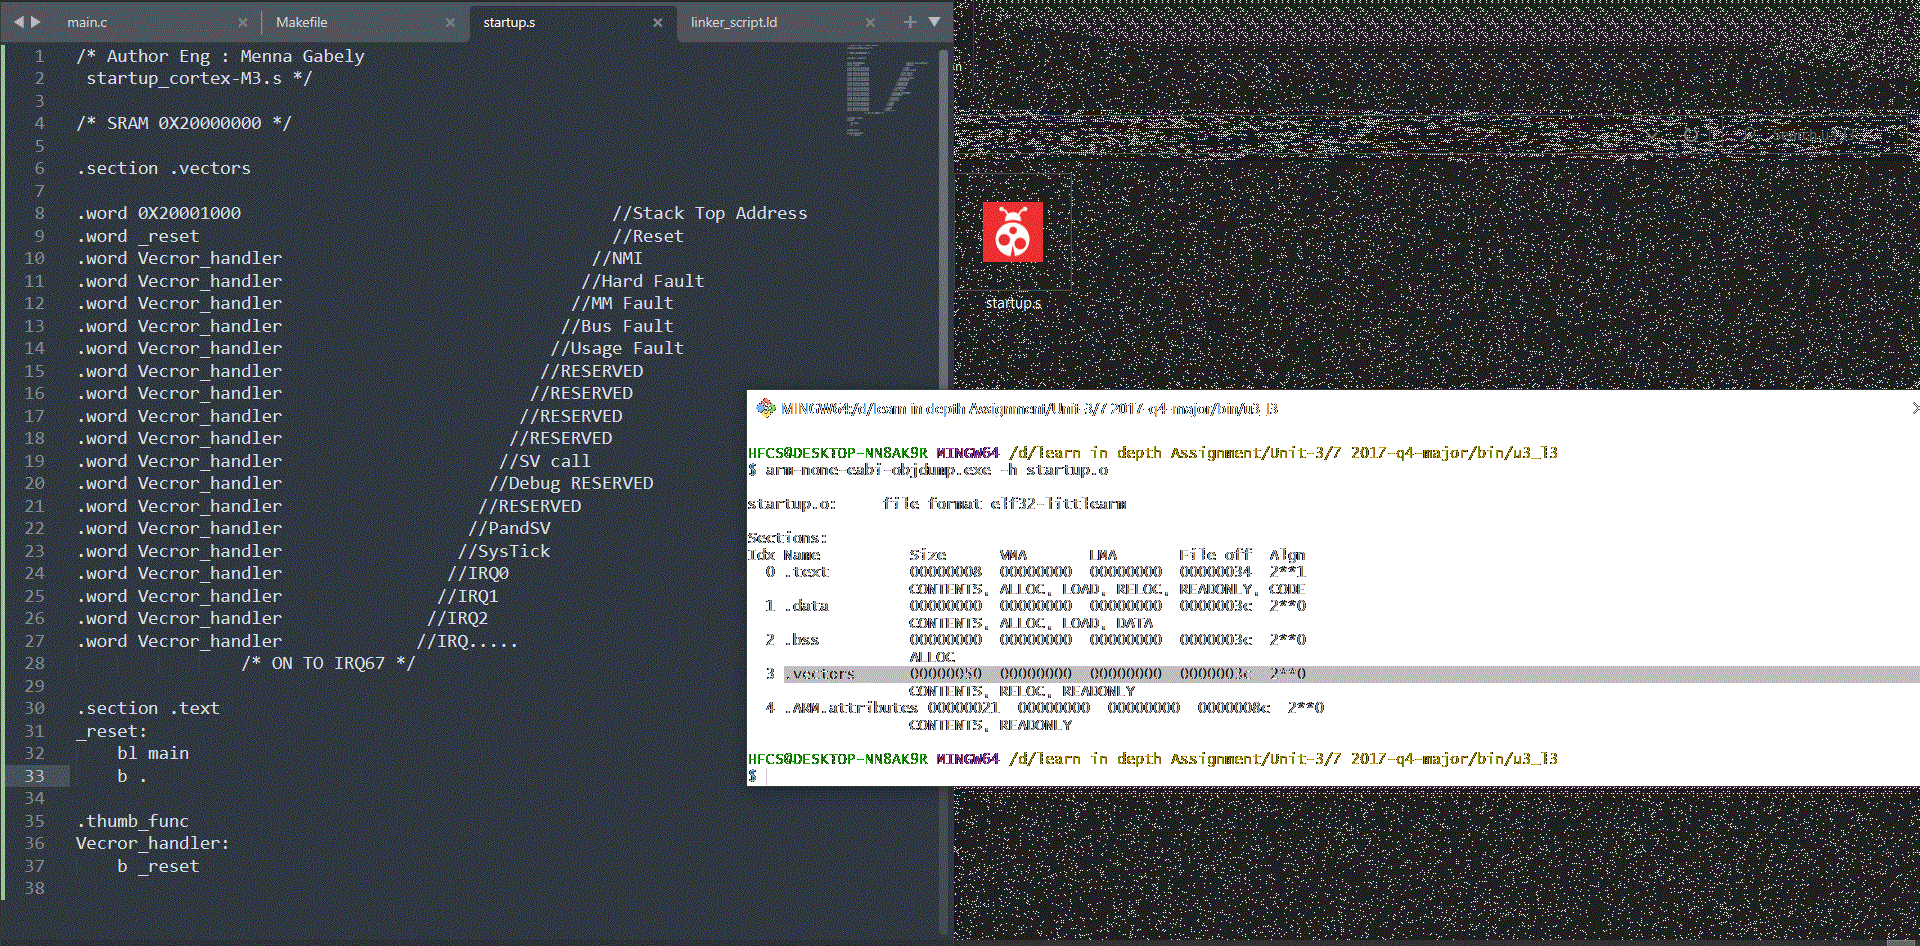 main.c
Makefile
startup.s
linker_script.ld
1 /* Author Eng : Menna Gabely
2 startup_cortex-M3.s */
3
4 /* SRAM 0X20000000 */
5
6 .section .vectors
7
8 .word 0X20001000 //Stack Top Address
9 .word _reset //Reset
10 .word Vecror_handler //NMI
11 .word Vecror_handler //Hard Fault
12 .word Vecror_handler //MM Fault
13 .word Vecror_handler //Bus Fault
14 .word Vecror_handler //Usage Fault
15 .word Vecror_handler //RESERVED
16 .word Vecror_handler //RESERVED
17 .word Vecror_handler //RESERVED
18 .word Vecror_handler //RESERVED
19 .word Vecror_handler //SV call
20 .word Vecror_handler //Debug RESERVED
21 .word Vecror_handler //RESERVED
22 .word Vecror_handler //PandSV
23 .word Vecror_handler //SysTick
24 .word Vecror_handler //IRQ0
25 .word Vecror_handler //IRQ1
26 .word Vecror_handler //IRQ2
27 .word Vecror_handler //IRQ.....
28 /* ON TO IRQ67 */
29
30 .section .text
31 _reset:
32 bl main
33 b .
34
35 .thumb_func
36 Vecror_handler:
37 b _reset
38
startup.s
MINGW64:/d/learn in depth Assignment/Unit-3/7 2017-q4-major/bin/u3_l3
HFCS@DESKTOP-NN8AK9R MINGW64 /d/learn in depth Assignment/Unit-3/7 2017-q4-major/bin/u3_l3
$ arm-none-eabi-objdump.exe -h startup.o
startup.o: file format elf32-littlearm
Sections:
Idx Name Size VMA LMA File off Algn
0 .text 00000008 00000000 00000000 00000034 2**1
CONTENTS, ALLOC, LOAD, RELOC, READONLY, CODE
1 .data 00000000 00000000 00000000 0000003c 2**0
CONTENTS, ALLOC, LOAD, DATA
2 .bss 00000000 00000000 00000000 0000003c 2**0
ALLOC
3 .vectors 00000050 00000000 00000000 0000003c 2**0
CONTENTS, RELOC, READONLY
4 .ARM.attributes 00000021 00000000 00000000 0000008c 2**0
CONTENTS, READONLY
HFCS@DESKTOP-NN8AK9R MINGW64 /d/learn in depth Assignment/Unit-3/7 2017-q4-major/bin/u3_l3
$